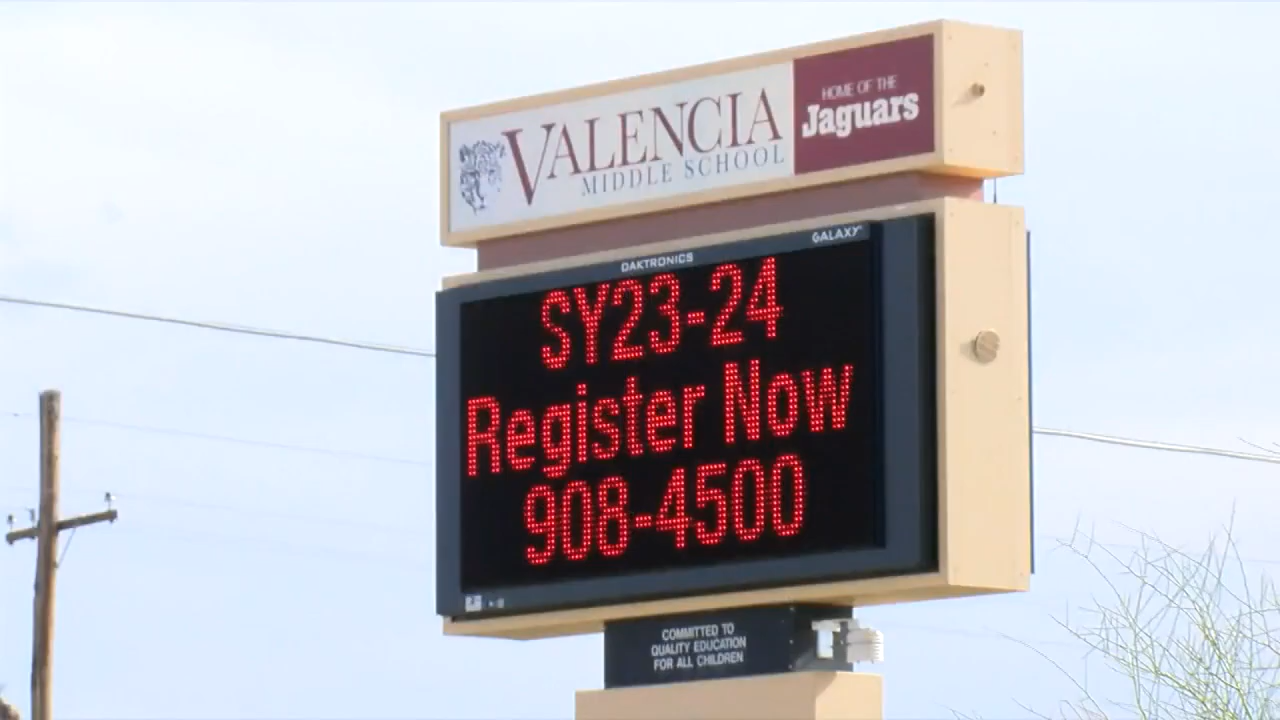 VALENCIA
MIDDLE SCHOOL
HOME OF THE
Jaguars
GALAXY
DAKTRONICS
SY23-24
Register Now
908-4500
COMMITTED TO
QUALITY EDUCATION
FOR ALL CHILDREN